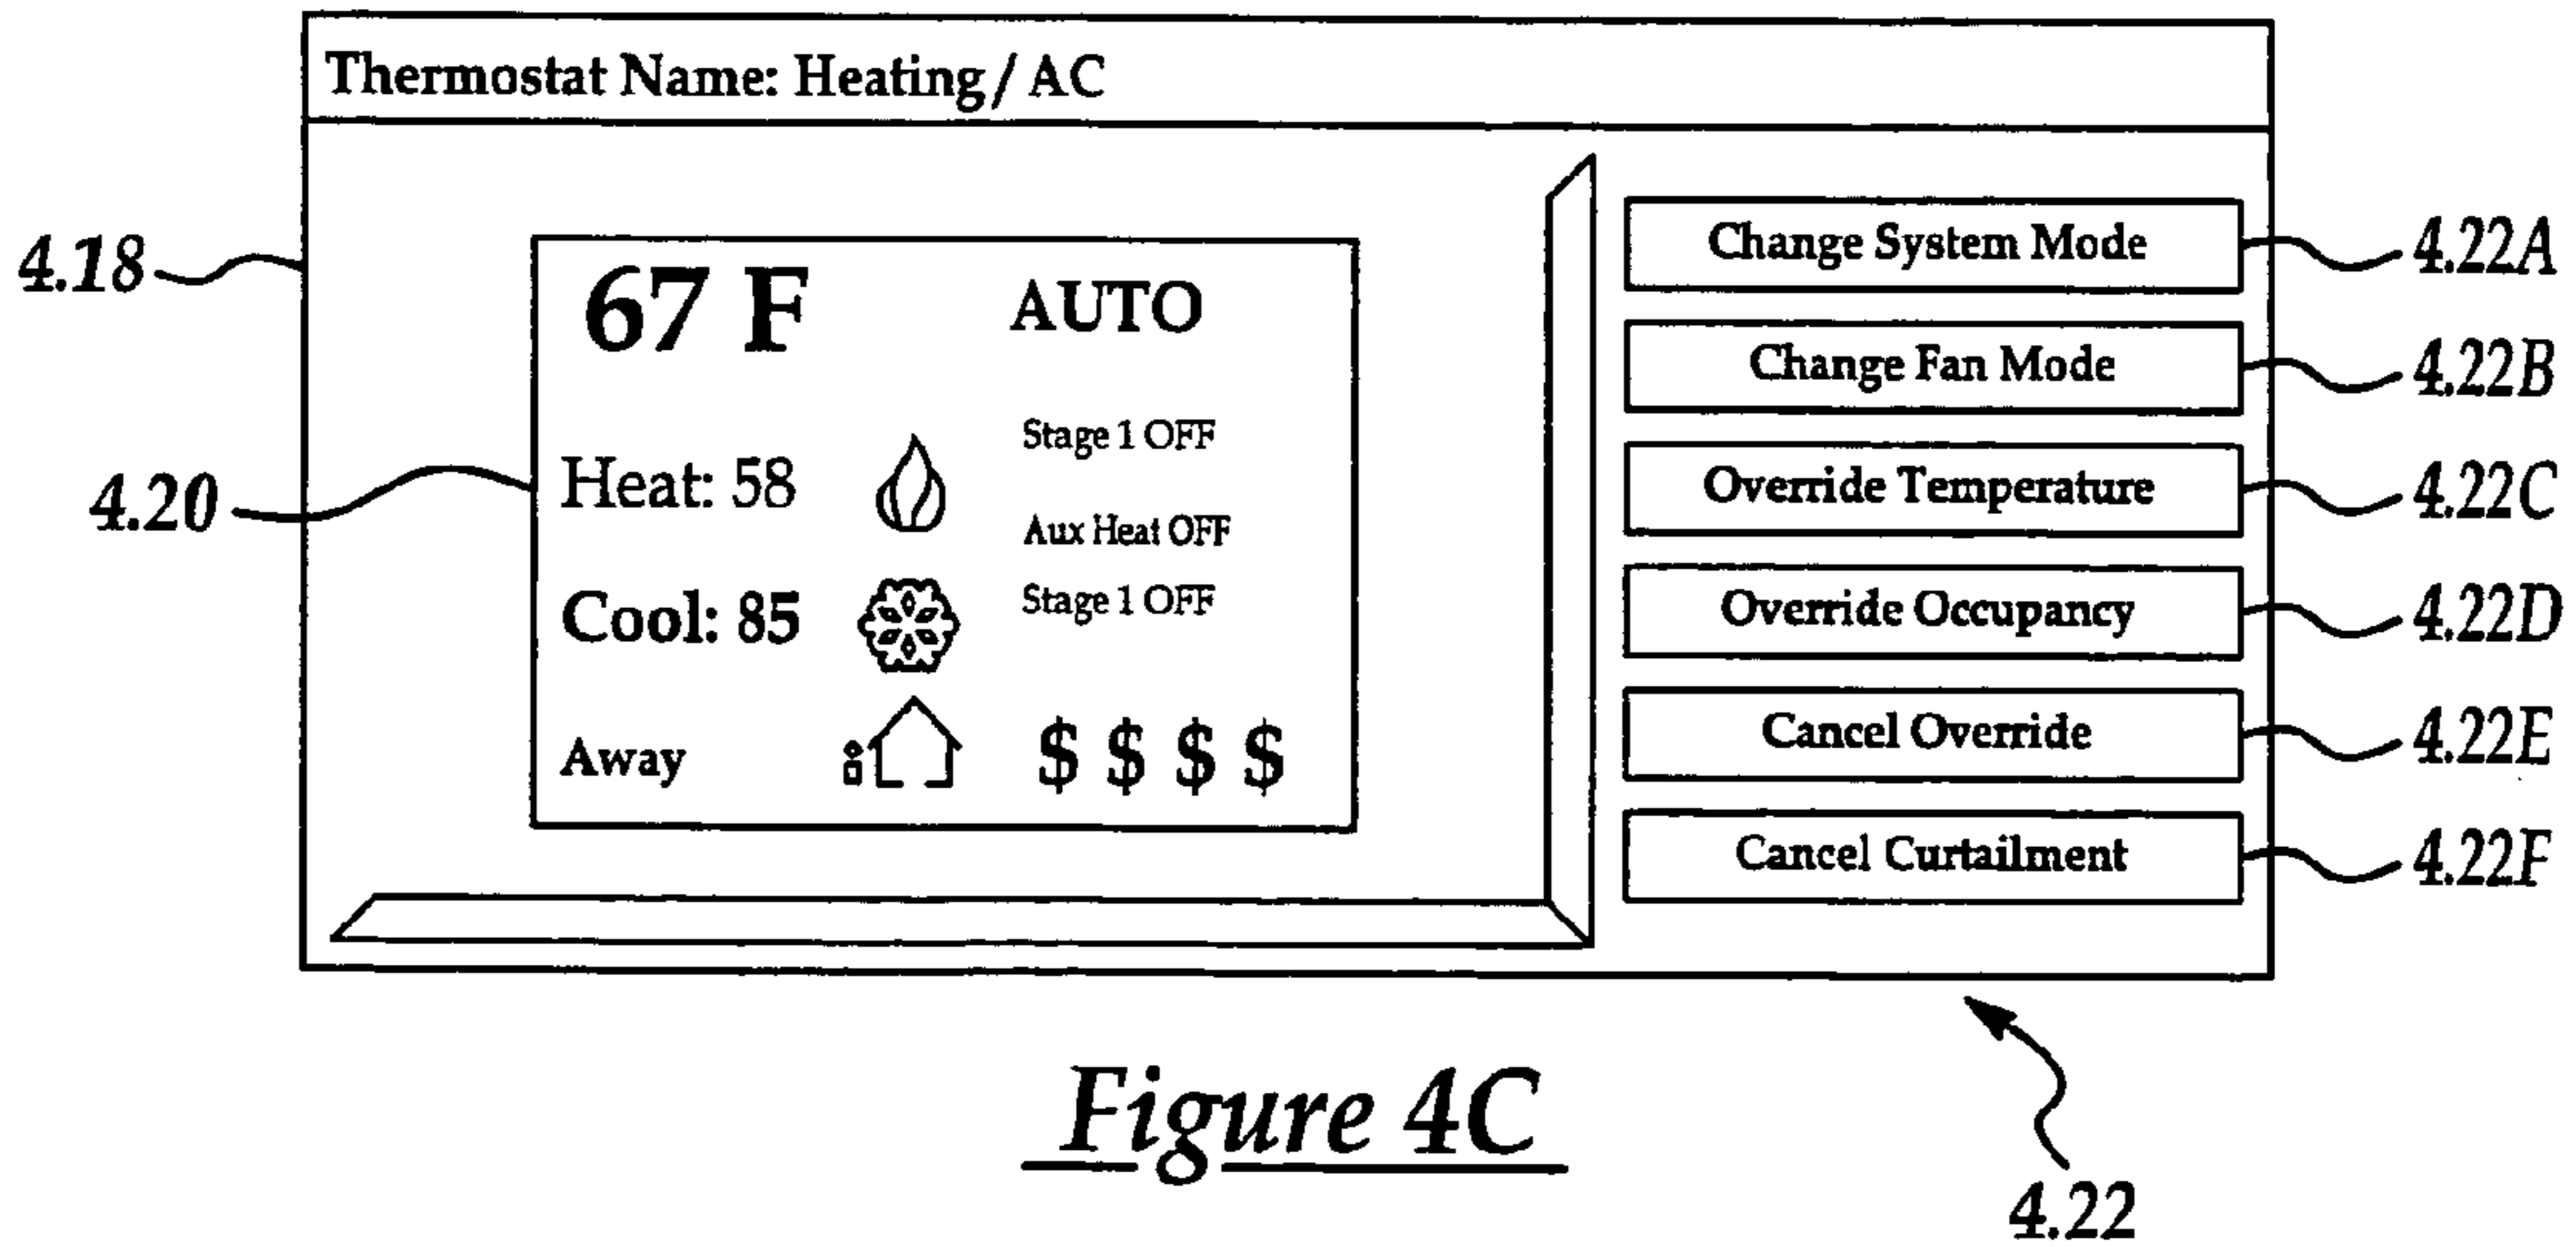 Thermostat Name: Heating / AC
4.18
4.20
67 F AUTO
Stage 1 OFF
Heat: 58
Aux Heat OFF
Cool: 85
Stage 1 OFF
Away $ $ $ $
Change System Mode 4.22A
Change Fan Mode 4.22B
Override Temperature 4.22C
Override Occupancy 4.22D
Cancel Override 4.22E
Cancel Curtailment 4.22F
Figure 4C
4.22